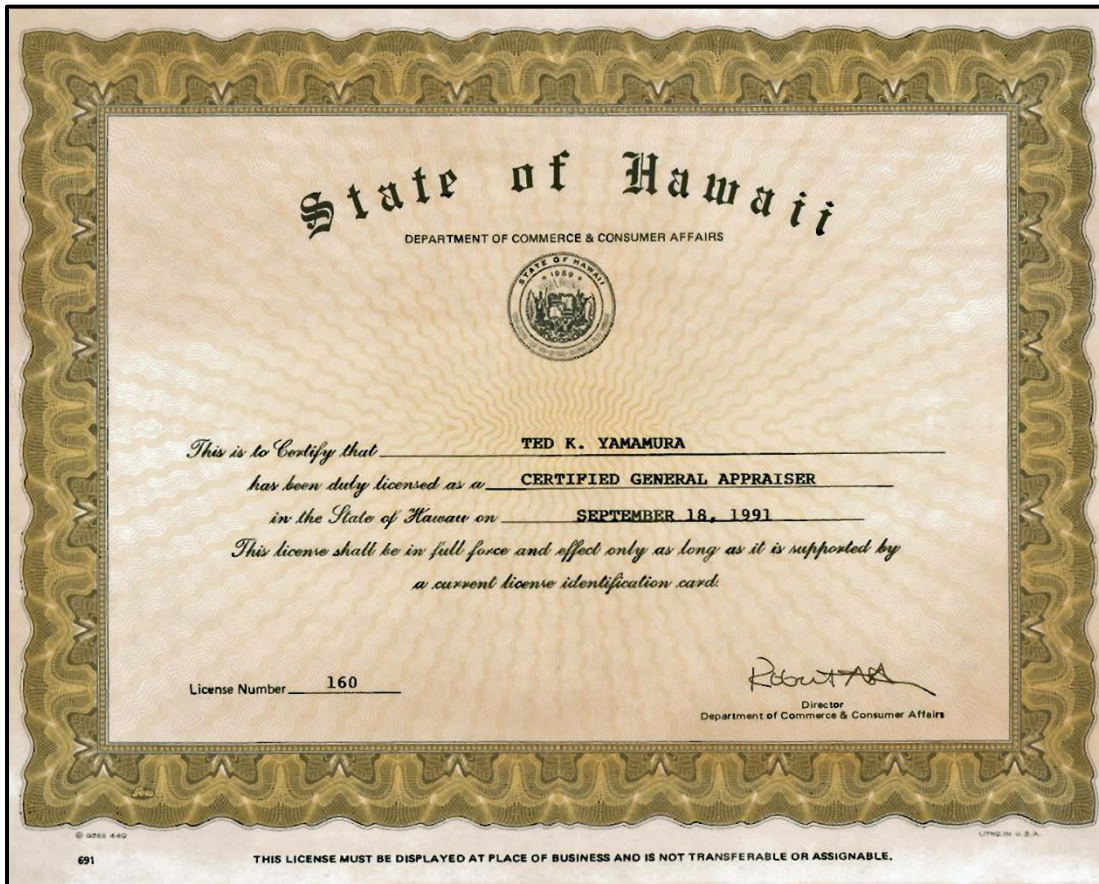 State of Hawaii
DEPARTMENT OF COMMERCE & CONSUMER AFFAIRS
STATE OF HAWAII
1959
This is to Certify that TED K. YAMAMURA
has been duly licensed as a CERTIFIED GENERAL APPRAISER
in the State of Hawaii on SEPTEMBER 18, 1991
This license shall be in full force and effect only as long as it is supported by
a current license identification card.
License Number 160
Director
Department of Commerce & Consumer Affairs
Goes
© GOES 440
LITHO. IN U.S.A.
691
THIS LICENSE MUST BE DISPLAYED AT PLACE OF BUSINESS AND IS NOT TRANSFERABLE OR ASSIGNABLE.